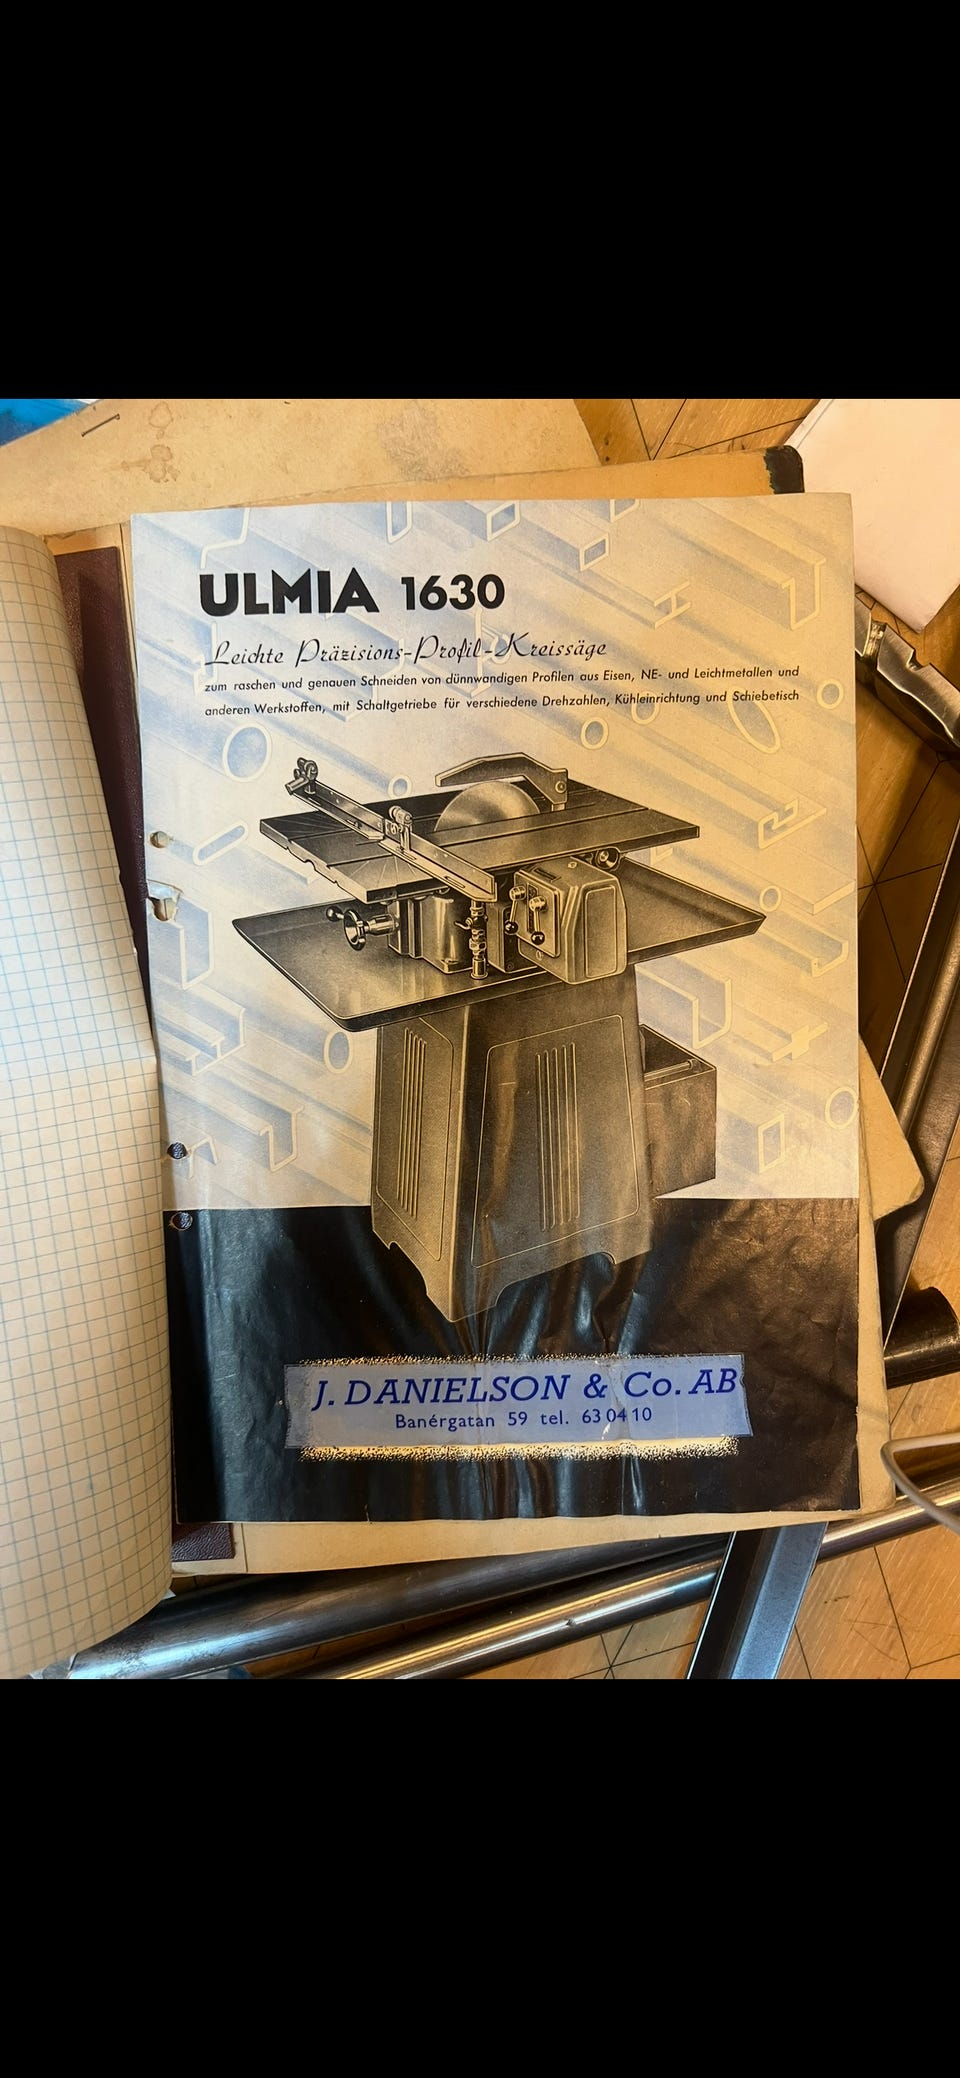 ULMIA 1630
Leichte Präzisions-Profil-Kreissäge
zum raschen und genauen Schneiden von dünnwandigen Profilen aus Eisen, NE- und Leichtmetallen und
anderen Werkstoffen, mit Schaltgetriebe für verschiedene Drehzahlen, Kühleinrichtung und Schiebetisch
J. DANIELSON & Co. AB
Banérgatan 59 tel. 63 04 10